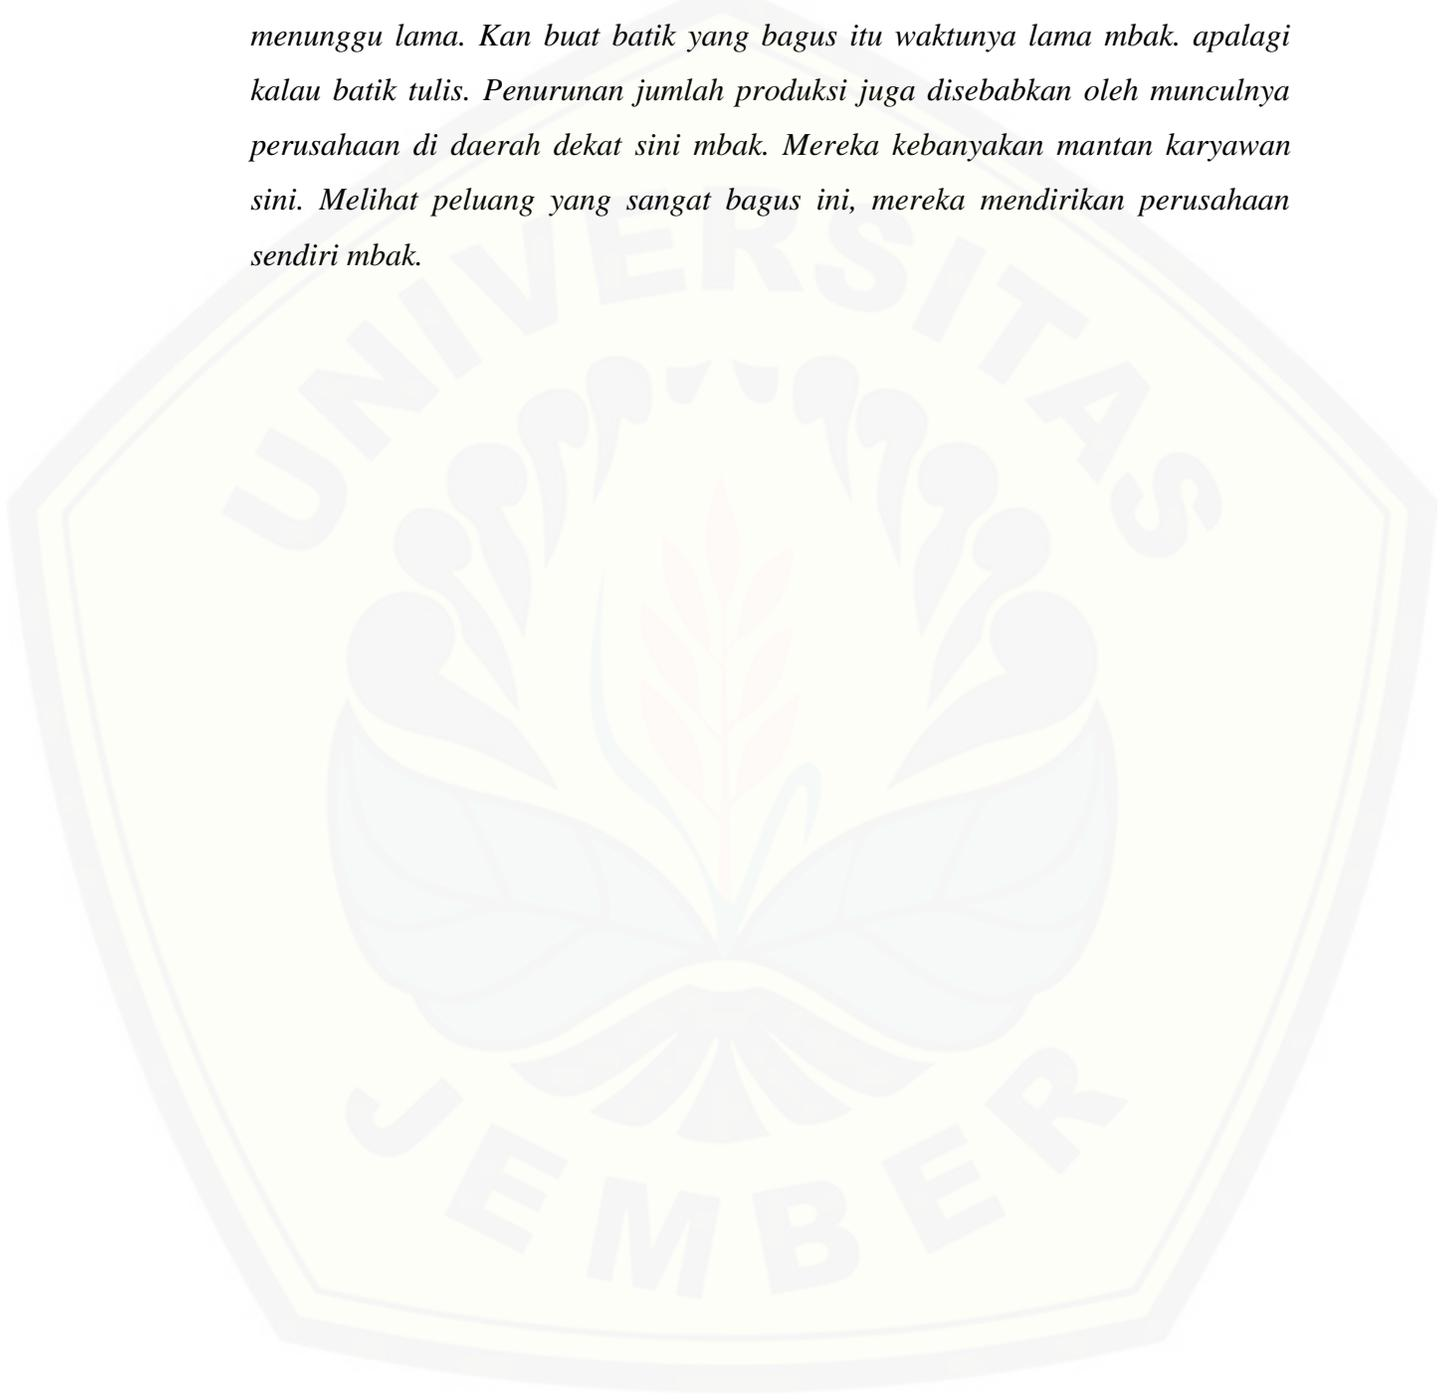 menunggu lama. Kan buat batik yang bagus itu waktunya lama mbak. apalagi
kalau batik tulis. Penurunan jumlah produksi juga disebabkan oleh munculnya
perusahaan di daerah dekat sini mbak. Mereka kebanyakan mantan karyawan
sini. Melihat peluang yang sangat bagus ini, mereka mendirikan perusahaan
sendiri mbak.
UNIVERSITAS
JEMBER